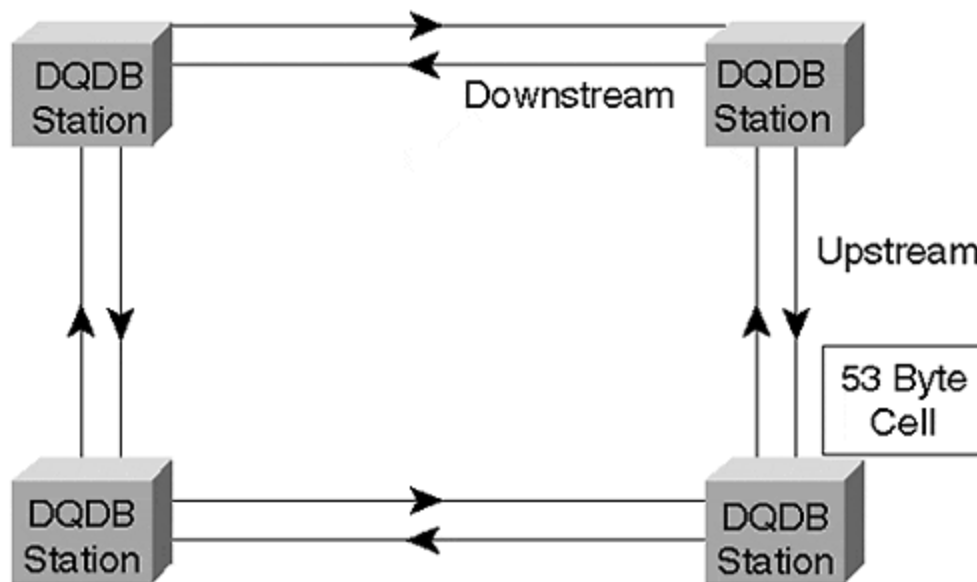 DQDB
Station
DQDB
Station
Downstream
Upstream
53 Byte
Cell
DQDB
Station
DQDB
Station